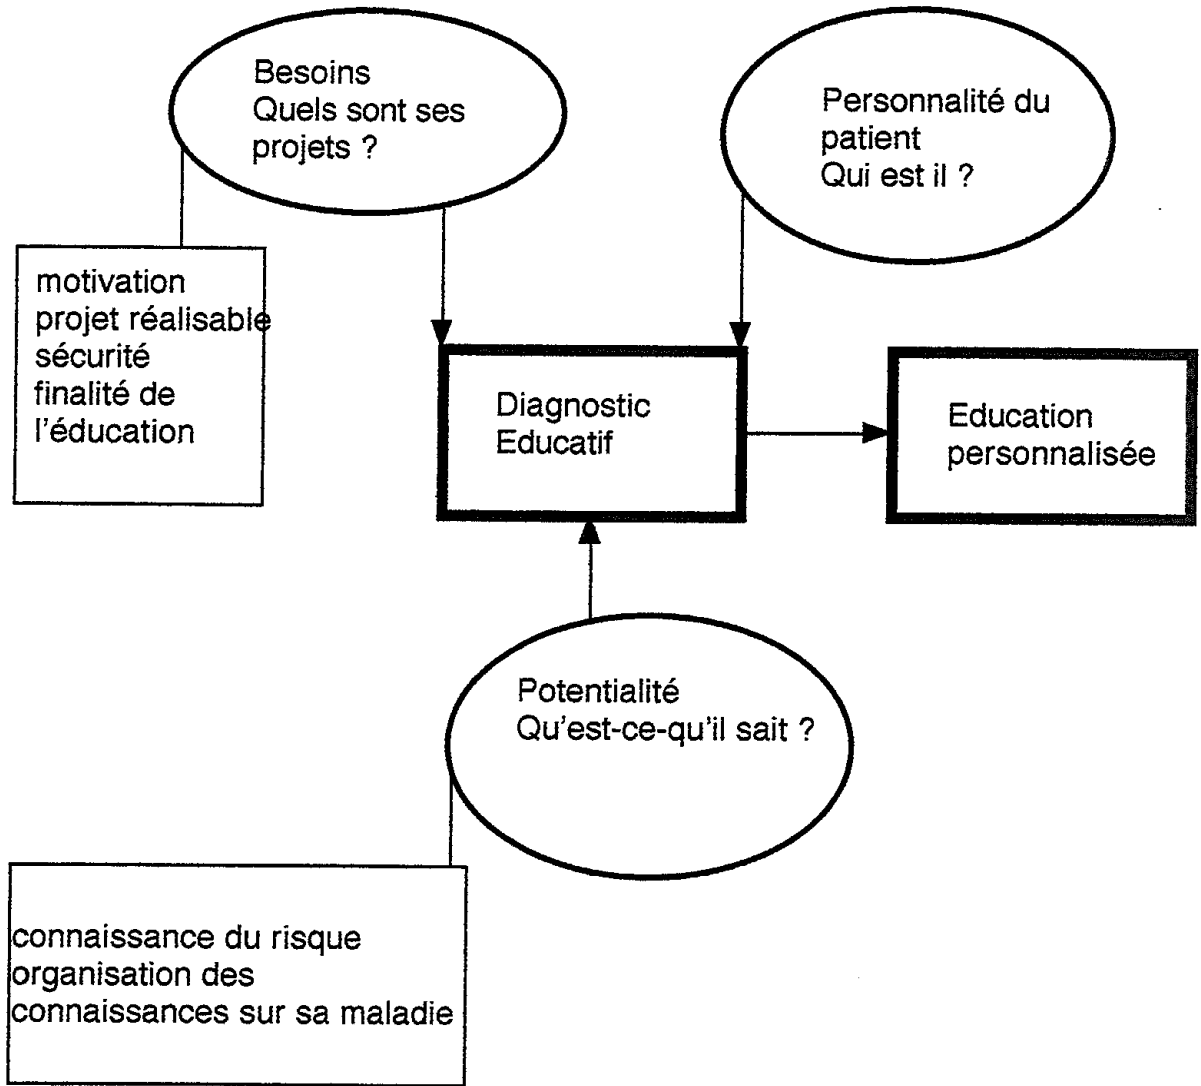 Besoins
Quels sont ses
projets ?
Personnalité du
patient
Qui est il ?
motivation
projet réalisable
sécurité
finalité de
l'éducation
Diagnostic
Educatif
Education
personnalisée
Potentialité
Qu'est-ce-qu'il sait ?
connaissance du risque
organisation des
connaissances sur sa maladie